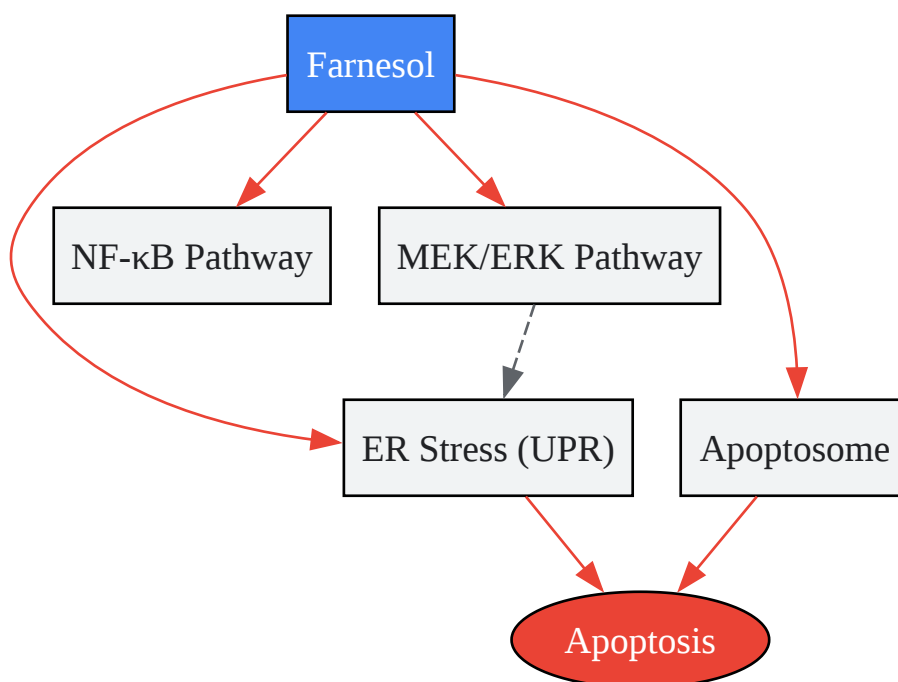 Farnesol
NF-κB Pathway
MEK/ERK Pathway
ER Stress (UPR)
Apoptosome
Apoptosis